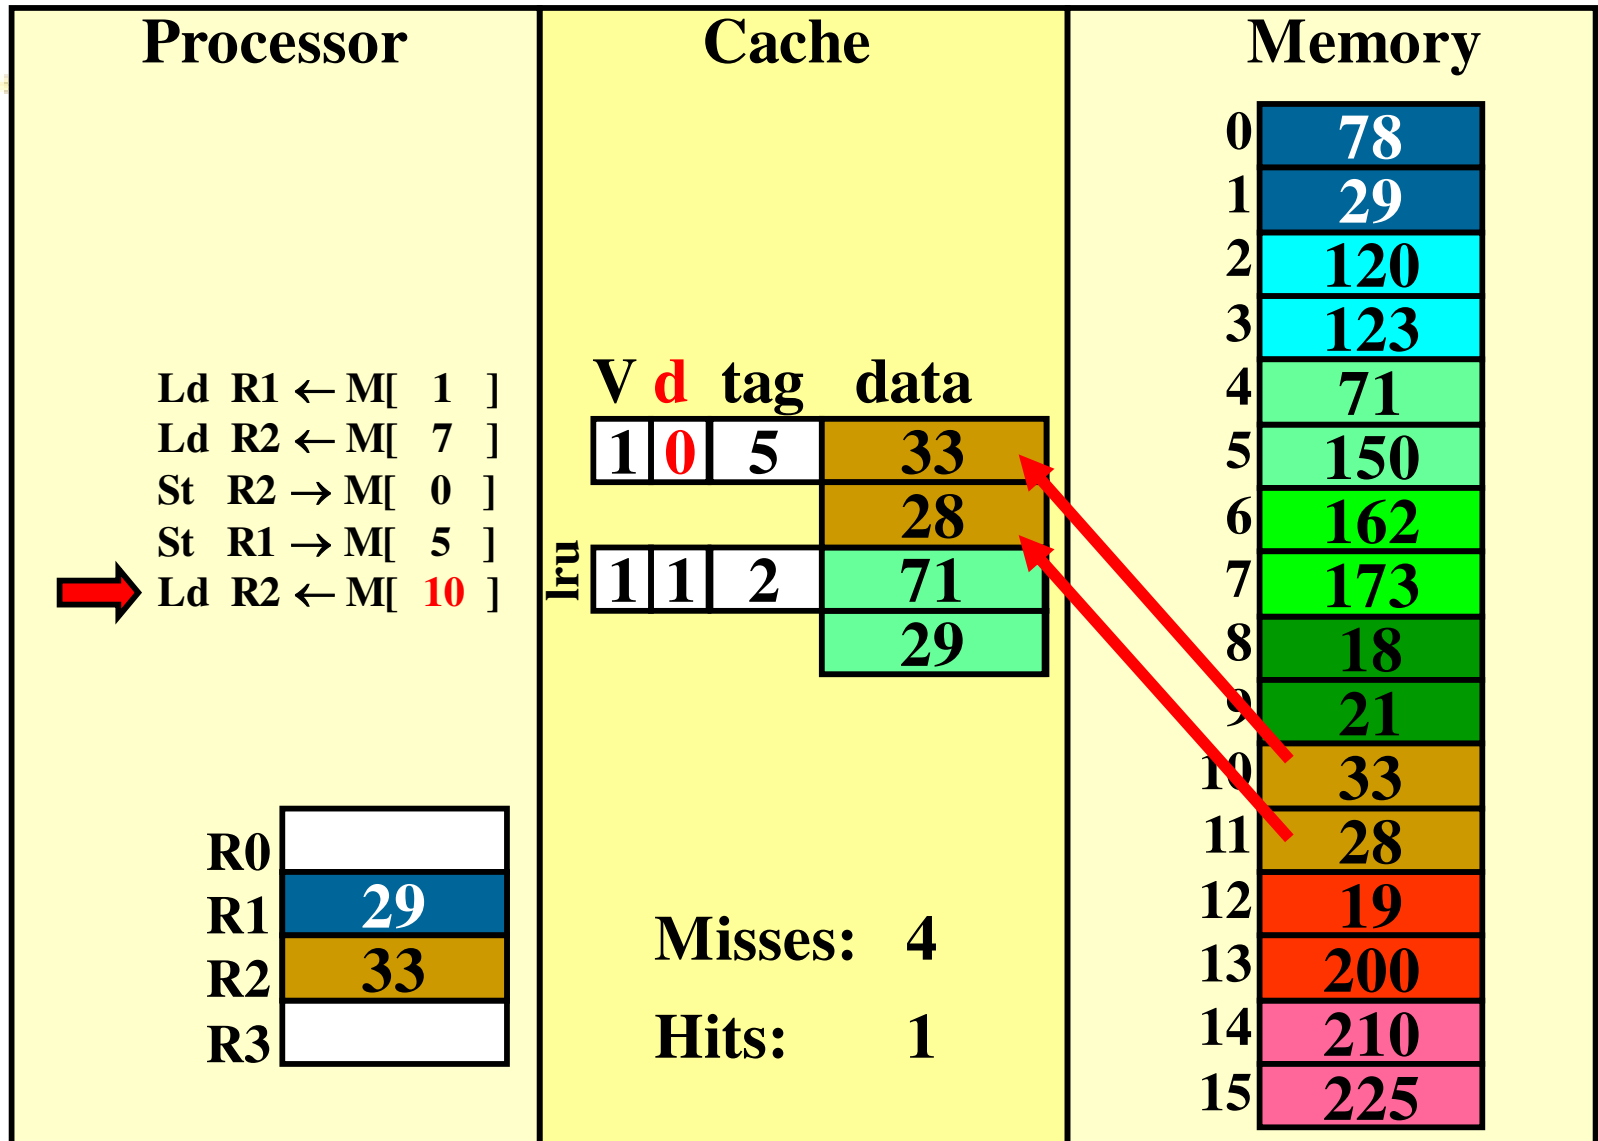 Processor
Ld R1 ← M[ 1 ]
Ld R2 ← M[ 7 ]
St R2 → M[ 0 ]
St R1 → M[ 5 ]
Ld R2 ← M[ 10 ]
R0
R1 29
R2 33
R3
Cache
V d tag data
1 0 5 33
28
lru
1 1 2 71
29
Misses: 4
Hits: 1
Memory
0 78
1 29
2 120
3 123
4 71
5 150
6 162
7 173
8 18
9 21
10 33
11 28
12 19
13 200
14 210
15 225